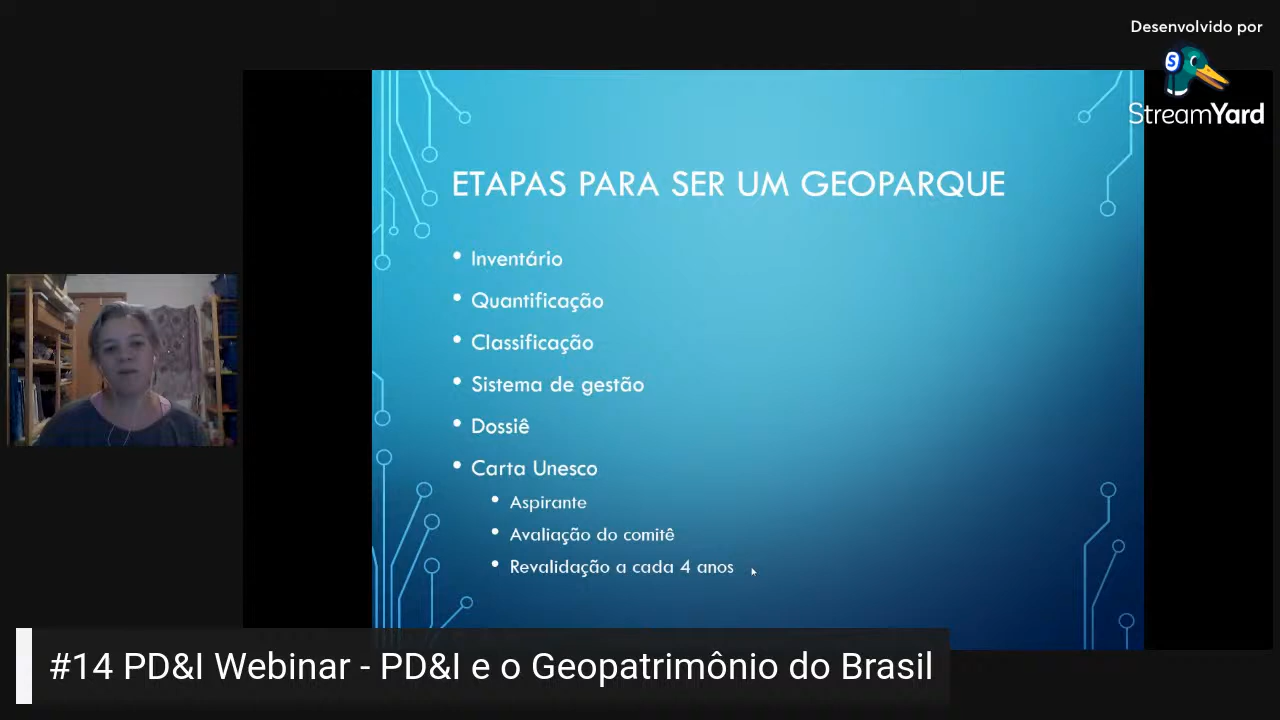 Desenvolvido por
S
StreamYard
ETAPAS PARA SER UM GEOPARQUE
• Inventário
• Quantificação
• Classificação
• Sistema de gestão
• Dossiê
• Carta Unesco
• Aspirante
• Avaliação do comitê
• Revalidação a cada 4 anos
#14 PD&I Webinar - PD&I e o Geopatrimônio do Brasil